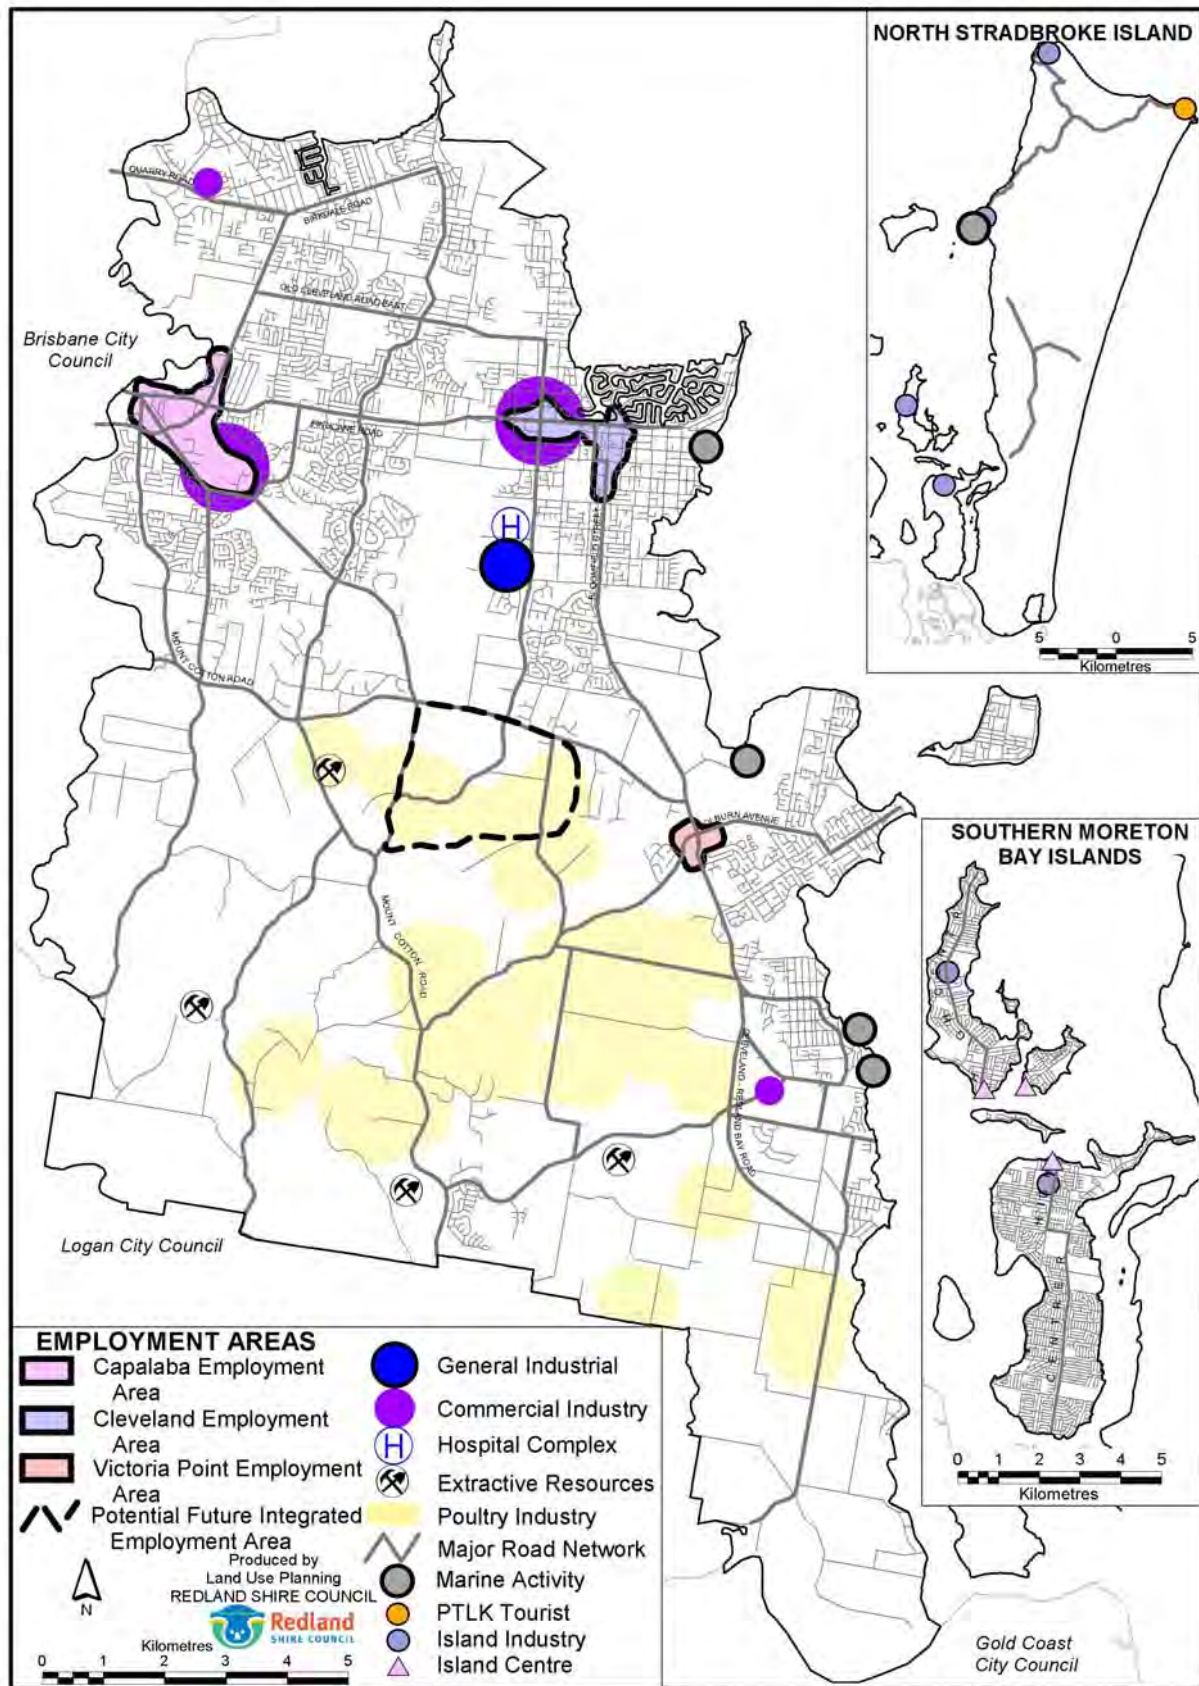 NORTH STRADBROKE ISLAND
QUARRY ROAD
BIRKDALE ROAD
OLD CLEVELAND ROAD EAST
Brisbane City
Council
BRISBANE ROAD
H
5 0 5
Kilometres
MOUNT COTTON ROAD
SOUTHERN MORETON
BAY ISLANDS
MOUNT COTTON ROAD
CLEVELAND - REDLAND BAY ROAD
Logan City Council
0 1 2 3 4 5
Kilometres
EMPLOYMENT AREAS
Capalaba Employment
Area
Cleveland Employment
Area
Victoria Point Employment
Area
Potential Future Integrated
Employment Area
Produced by
Land Use Planning
REDLAND SHIRE COUNCIL
N
Redland
SHIRE COUNCIL
Kilometres
0 1 2 3 4 5
General Industrial
Commercial Industry
H Hospital Complex
Extractive Resources
Poultry Industry
Major Road Network
Marine Activity
PTLK Tourist
Island Industry
Island Centre
Gold Coast
City Council